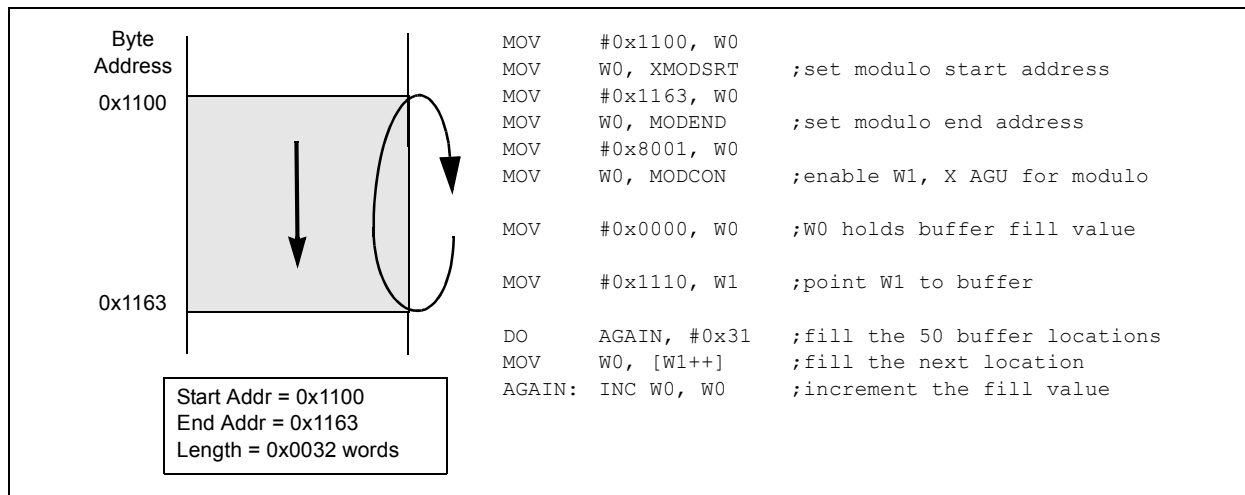 Byte
Address
0x1100
0x1163
Start Addr = 0x1100
End Addr = 0x1163
Length = 0x0032 words
MOV #0x1100, W0
MOV W0, XMODSRT ;set modulo start address
MOV #0x1163, W0
MOV W0, MODEND ;set modulo end address
MOV #0x8001, W0
MOV W0, MODCON ;enable W1, X AGU for modulo
MOV #0x0000, W0 ;W0 holds buffer fill value
MOV #0x1110, W1 ;point W1 to buffer
DO AGAIN, #0x31 ;fill the 50 buffer locations
MOV W0, [W1++] ;fill the next location
AGAIN: INC W0, W0 ;increment the fill value